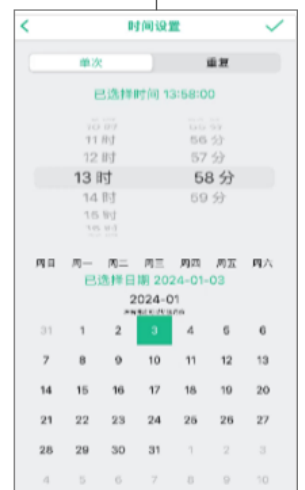 时间设置
单次 重复
已选择时间 13:58:00
11 时 56 分
12 时 57 分
13 时 58 分
14 时 59 分
15 时
周日 周一 周二 周三 周四 周五 周六
已选择日期 2024-01-03
2024-01
31 1 2 3 4 5 6
7 8 9 10 11 12 13
14 15 16 17 18 19 20
21 22 23 24 25 26 27
28 29 30 31 1 2 3
4 5 6 7 8 9 10